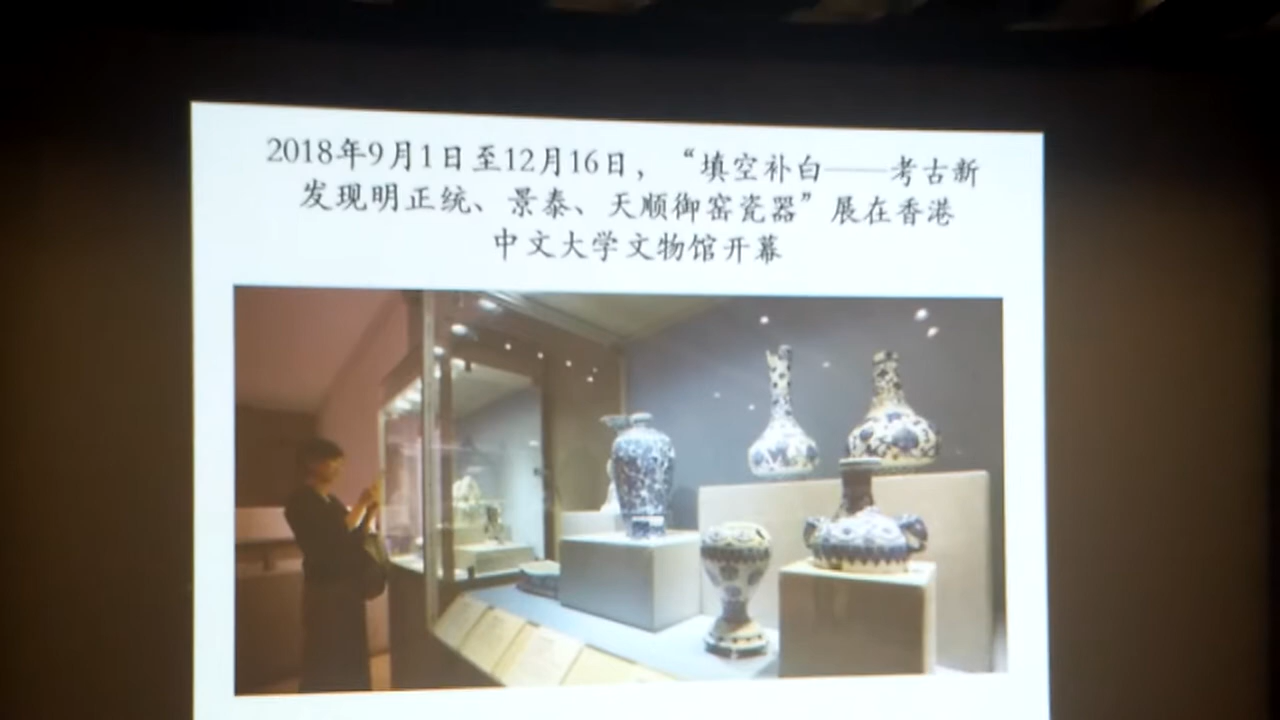 2018年9月1日至12月16日，“填空补白——考古新
发现明正统、景泰、天顺御窑瓷器”展在香港
中文大学文物馆开幕